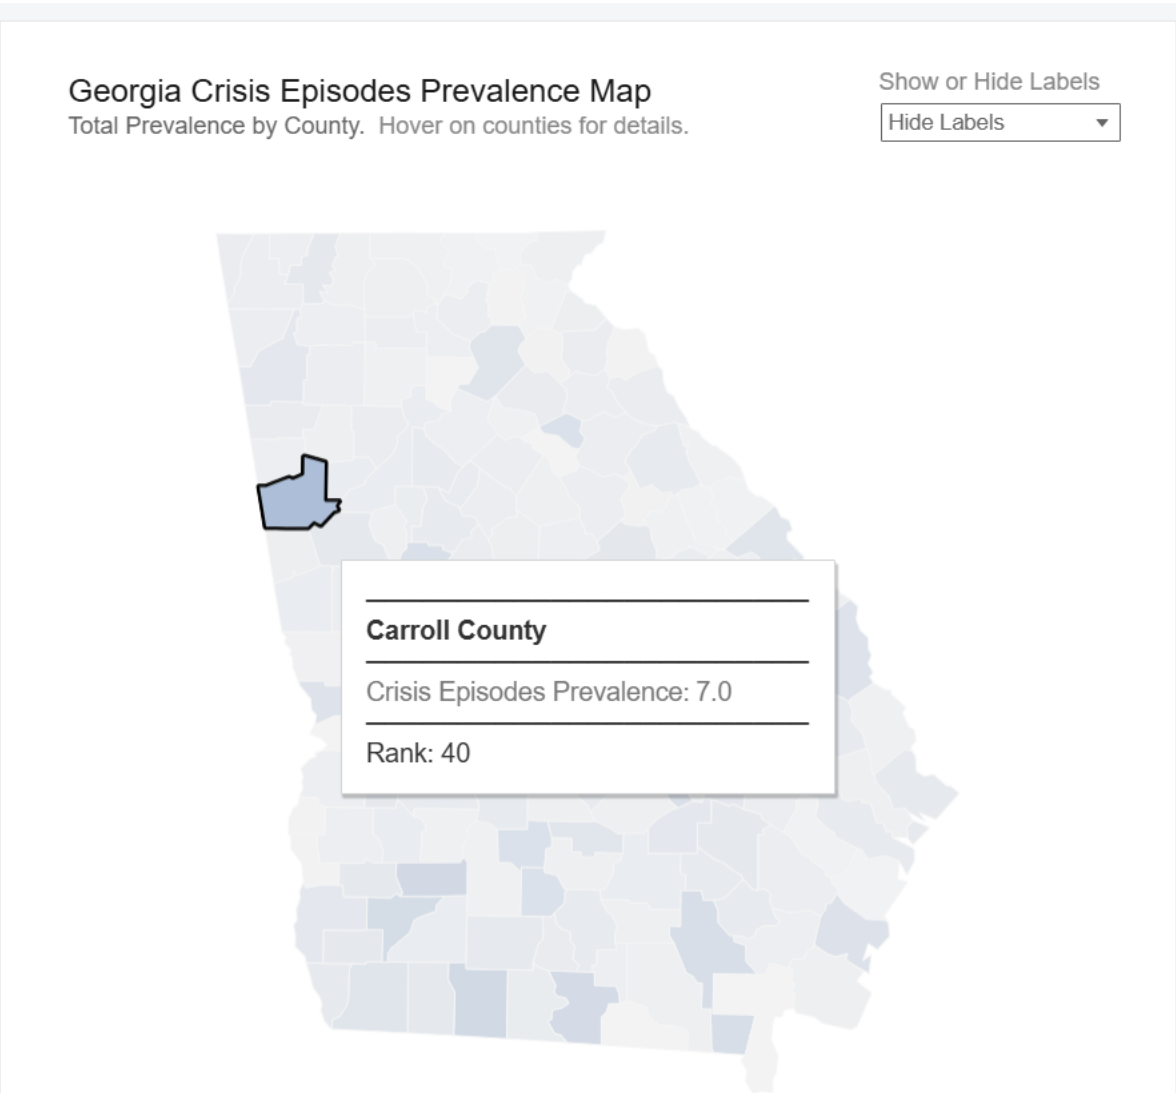 Georgia Crisis Episodes Prevalence Map
Total Prevalence by County. Hover on counties for details.
Show or Hide Labels
Hide Labels
Carroll County
Crisis Episodes Prevalence: 7.0
Rank: 40